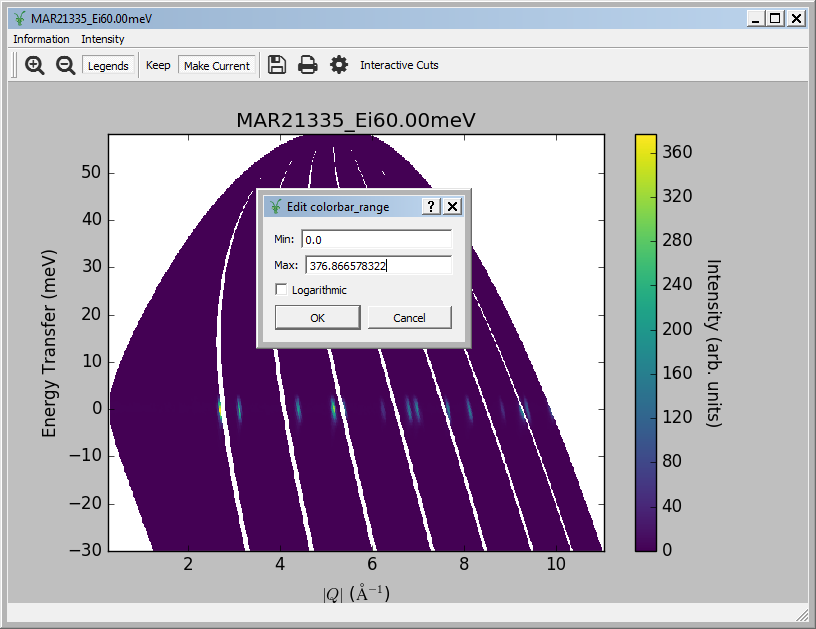 MAR21335_Ei60.00meV
Information Intensity
Legends Keep Make Current Interactive Cuts
MAR21335_Ei60.00meV
Edit colorbar_range
Min: 0.0
Max: 376.866578322
Logarithmic
OK Cancel
Energy Transfer (meV)
50
40
30
20
10
0
−10
−20
−30
2 4 6 8 10
|Q| (Å⁻¹)
360
320
280
240
200
160
120
80
40
0
Intensity (arb. units)